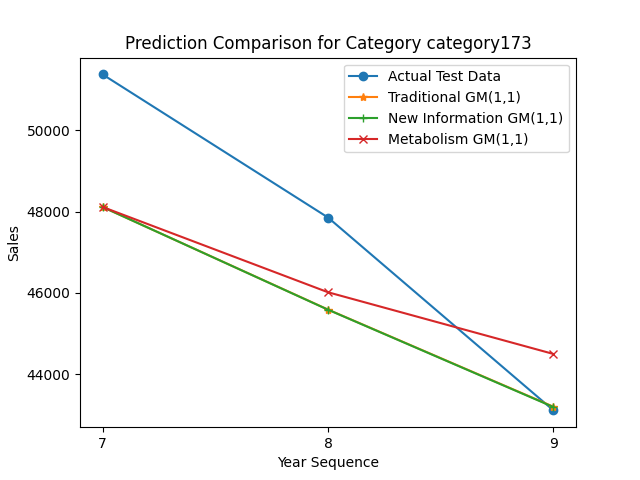 Prediction Comparison for Category category173
Actual Test Data
Traditional GM(1,1)
New Information GM(1,1)
Metabolism GM(1,1)
50000
48000
46000
44000
Sales
7
8
9
Year Sequence